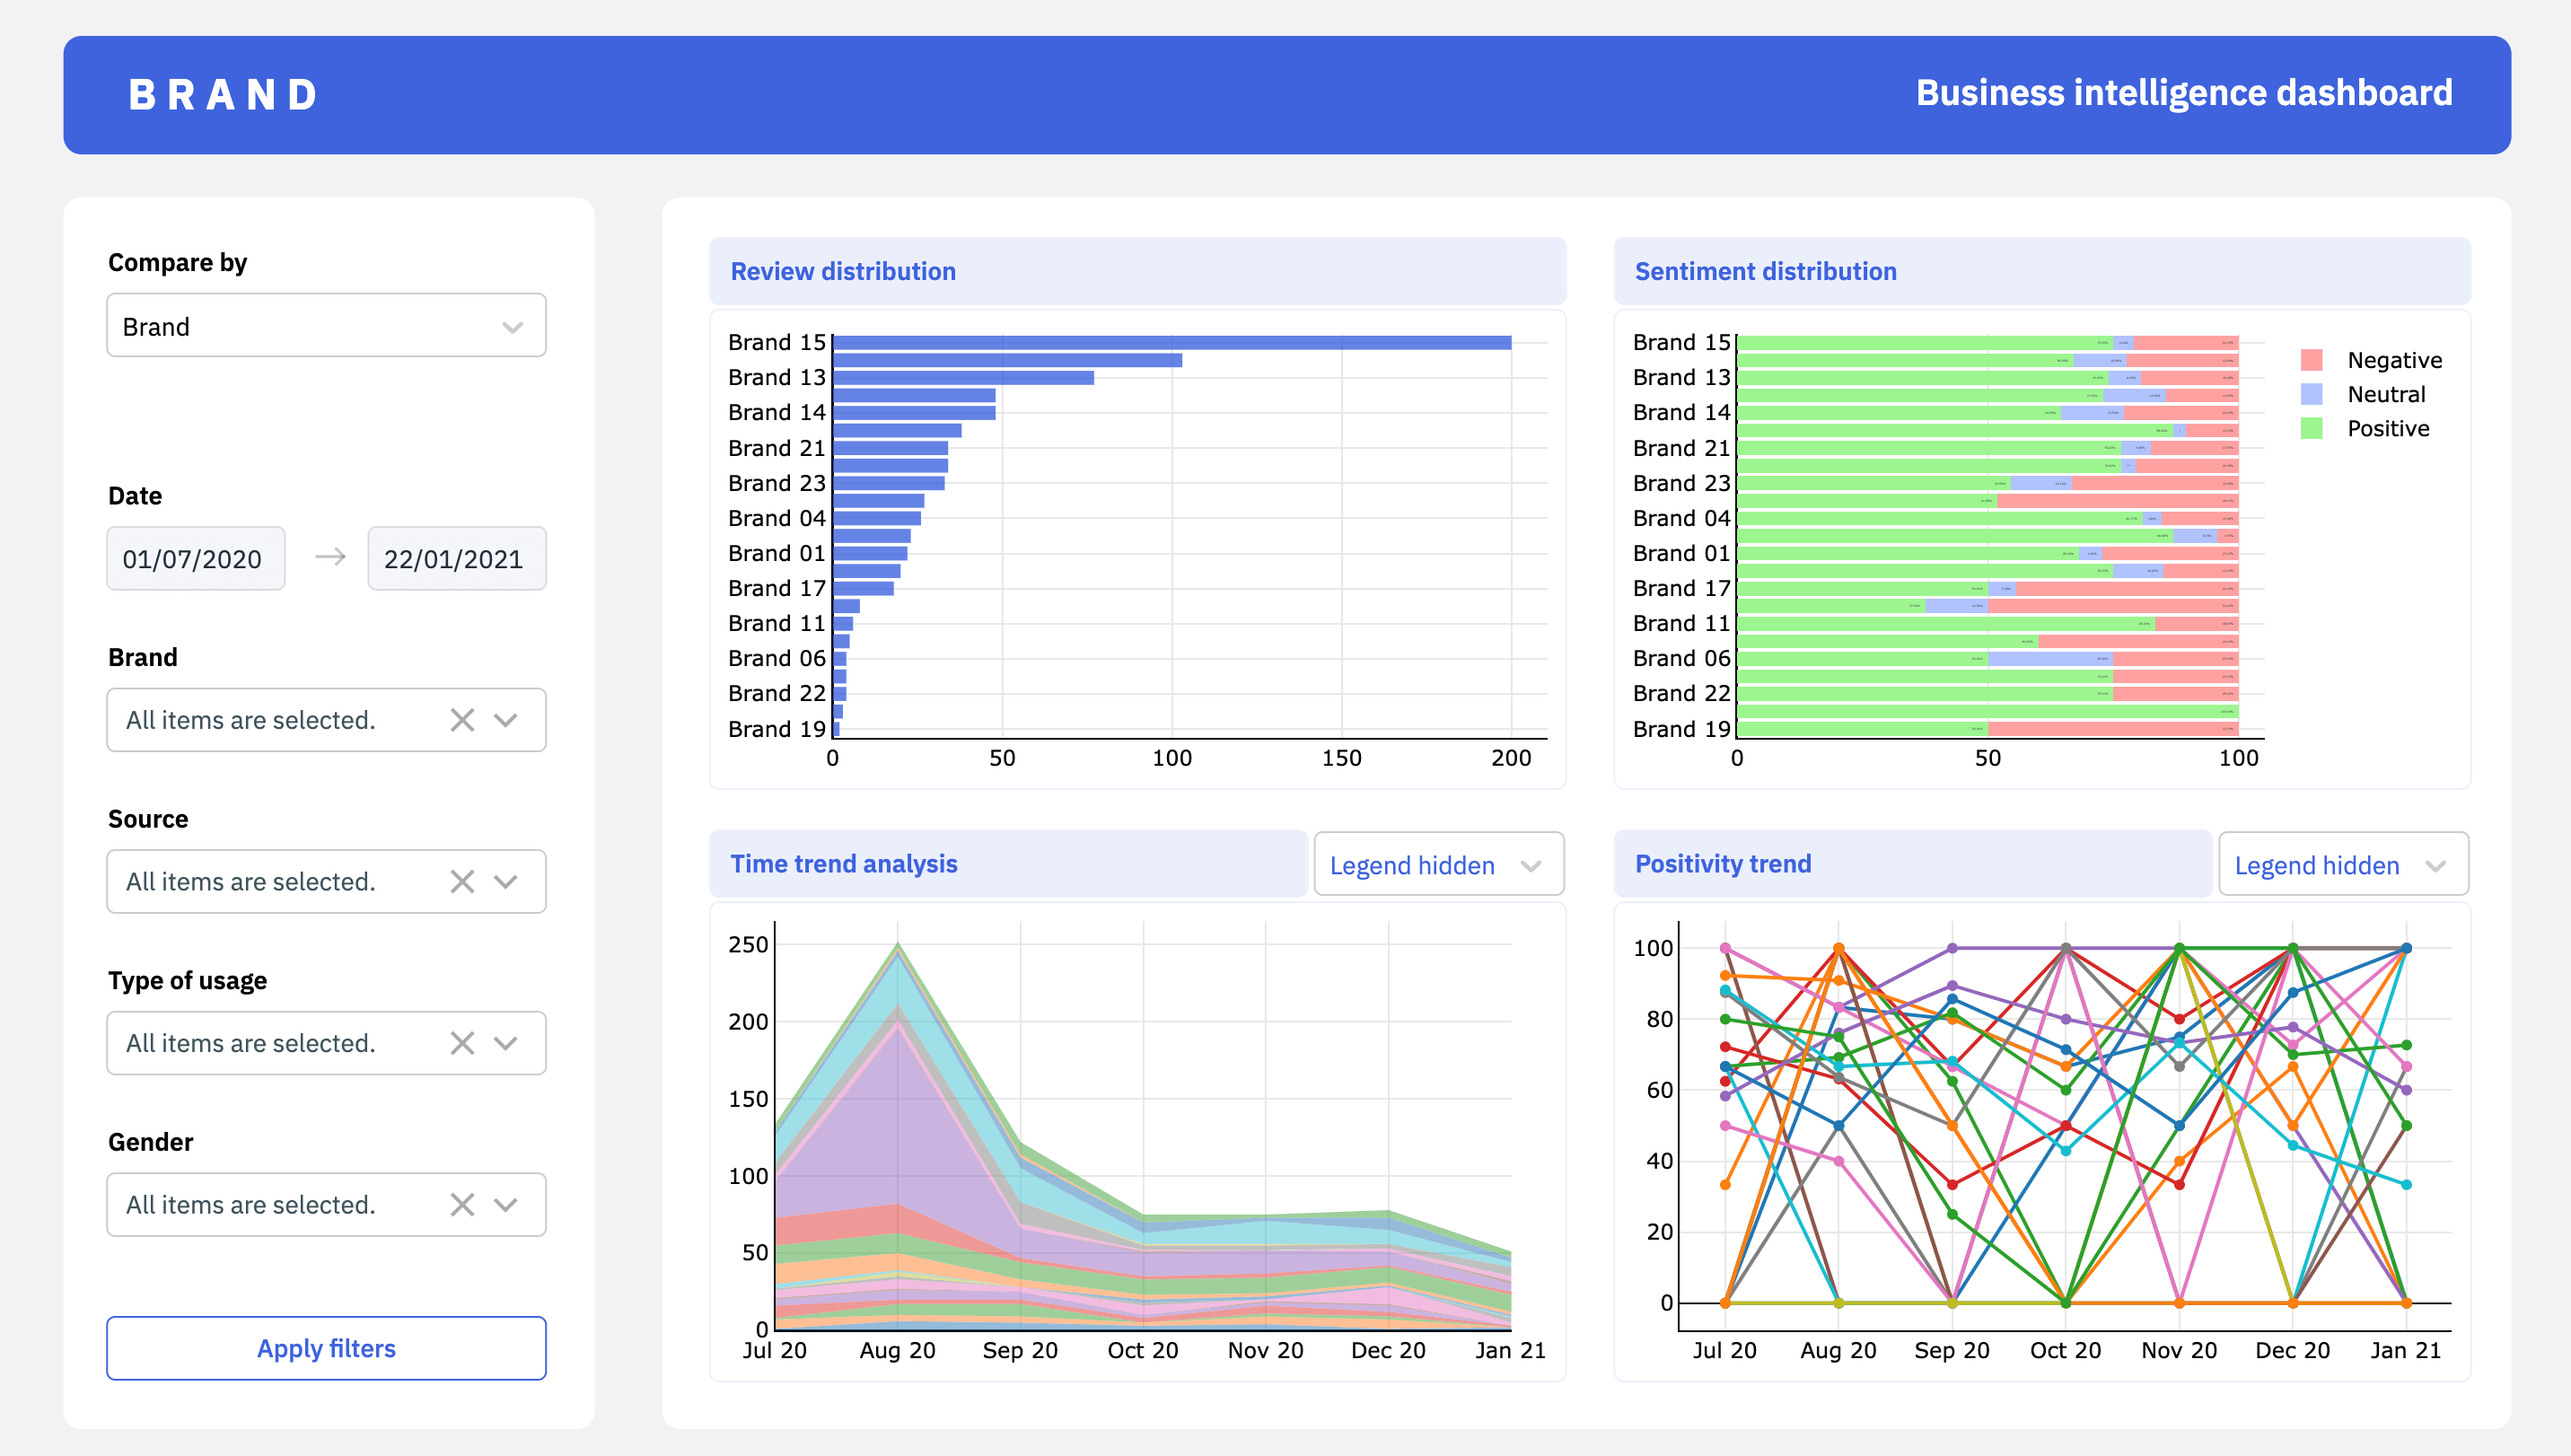 BRAND
Business intelligence dashboard
Compare by
Brand
Date
01/07/2020
22/01/2021
Brand
All items are selected.
Source
All items are selected.
Type of usage
All items are selected.
Gender
All items are selected.
Apply filters
Review distribution
Brand 15
Brand 13
Brand 14
Brand 21
Brand 23
Brand 04
Brand 01
Brand 17
Brand 11
Brand 06
Brand 22
Brand 19
0 50 100 150 200
Sentiment distribution
Brand 15
Brand 13
Brand 14
Brand 21
Brand 23
Brand 04
Brand 01
Brand 17
Brand 11
Brand 06
Brand 22
Brand 19
0 50 100
Negative
Neutral
Positive
Time trend analysis
Legend hidden
250
200
150
100
50
0
Jul 20 Aug 20 Sep 20 Oct 20 Nov 20 Dec 20 Jan 21
Positivity trend
Legend hidden
100
80
60
40
20
0
Jul 20 Aug 20 Sep 20 Oct 20 Nov 20 Dec 20 Jan 21